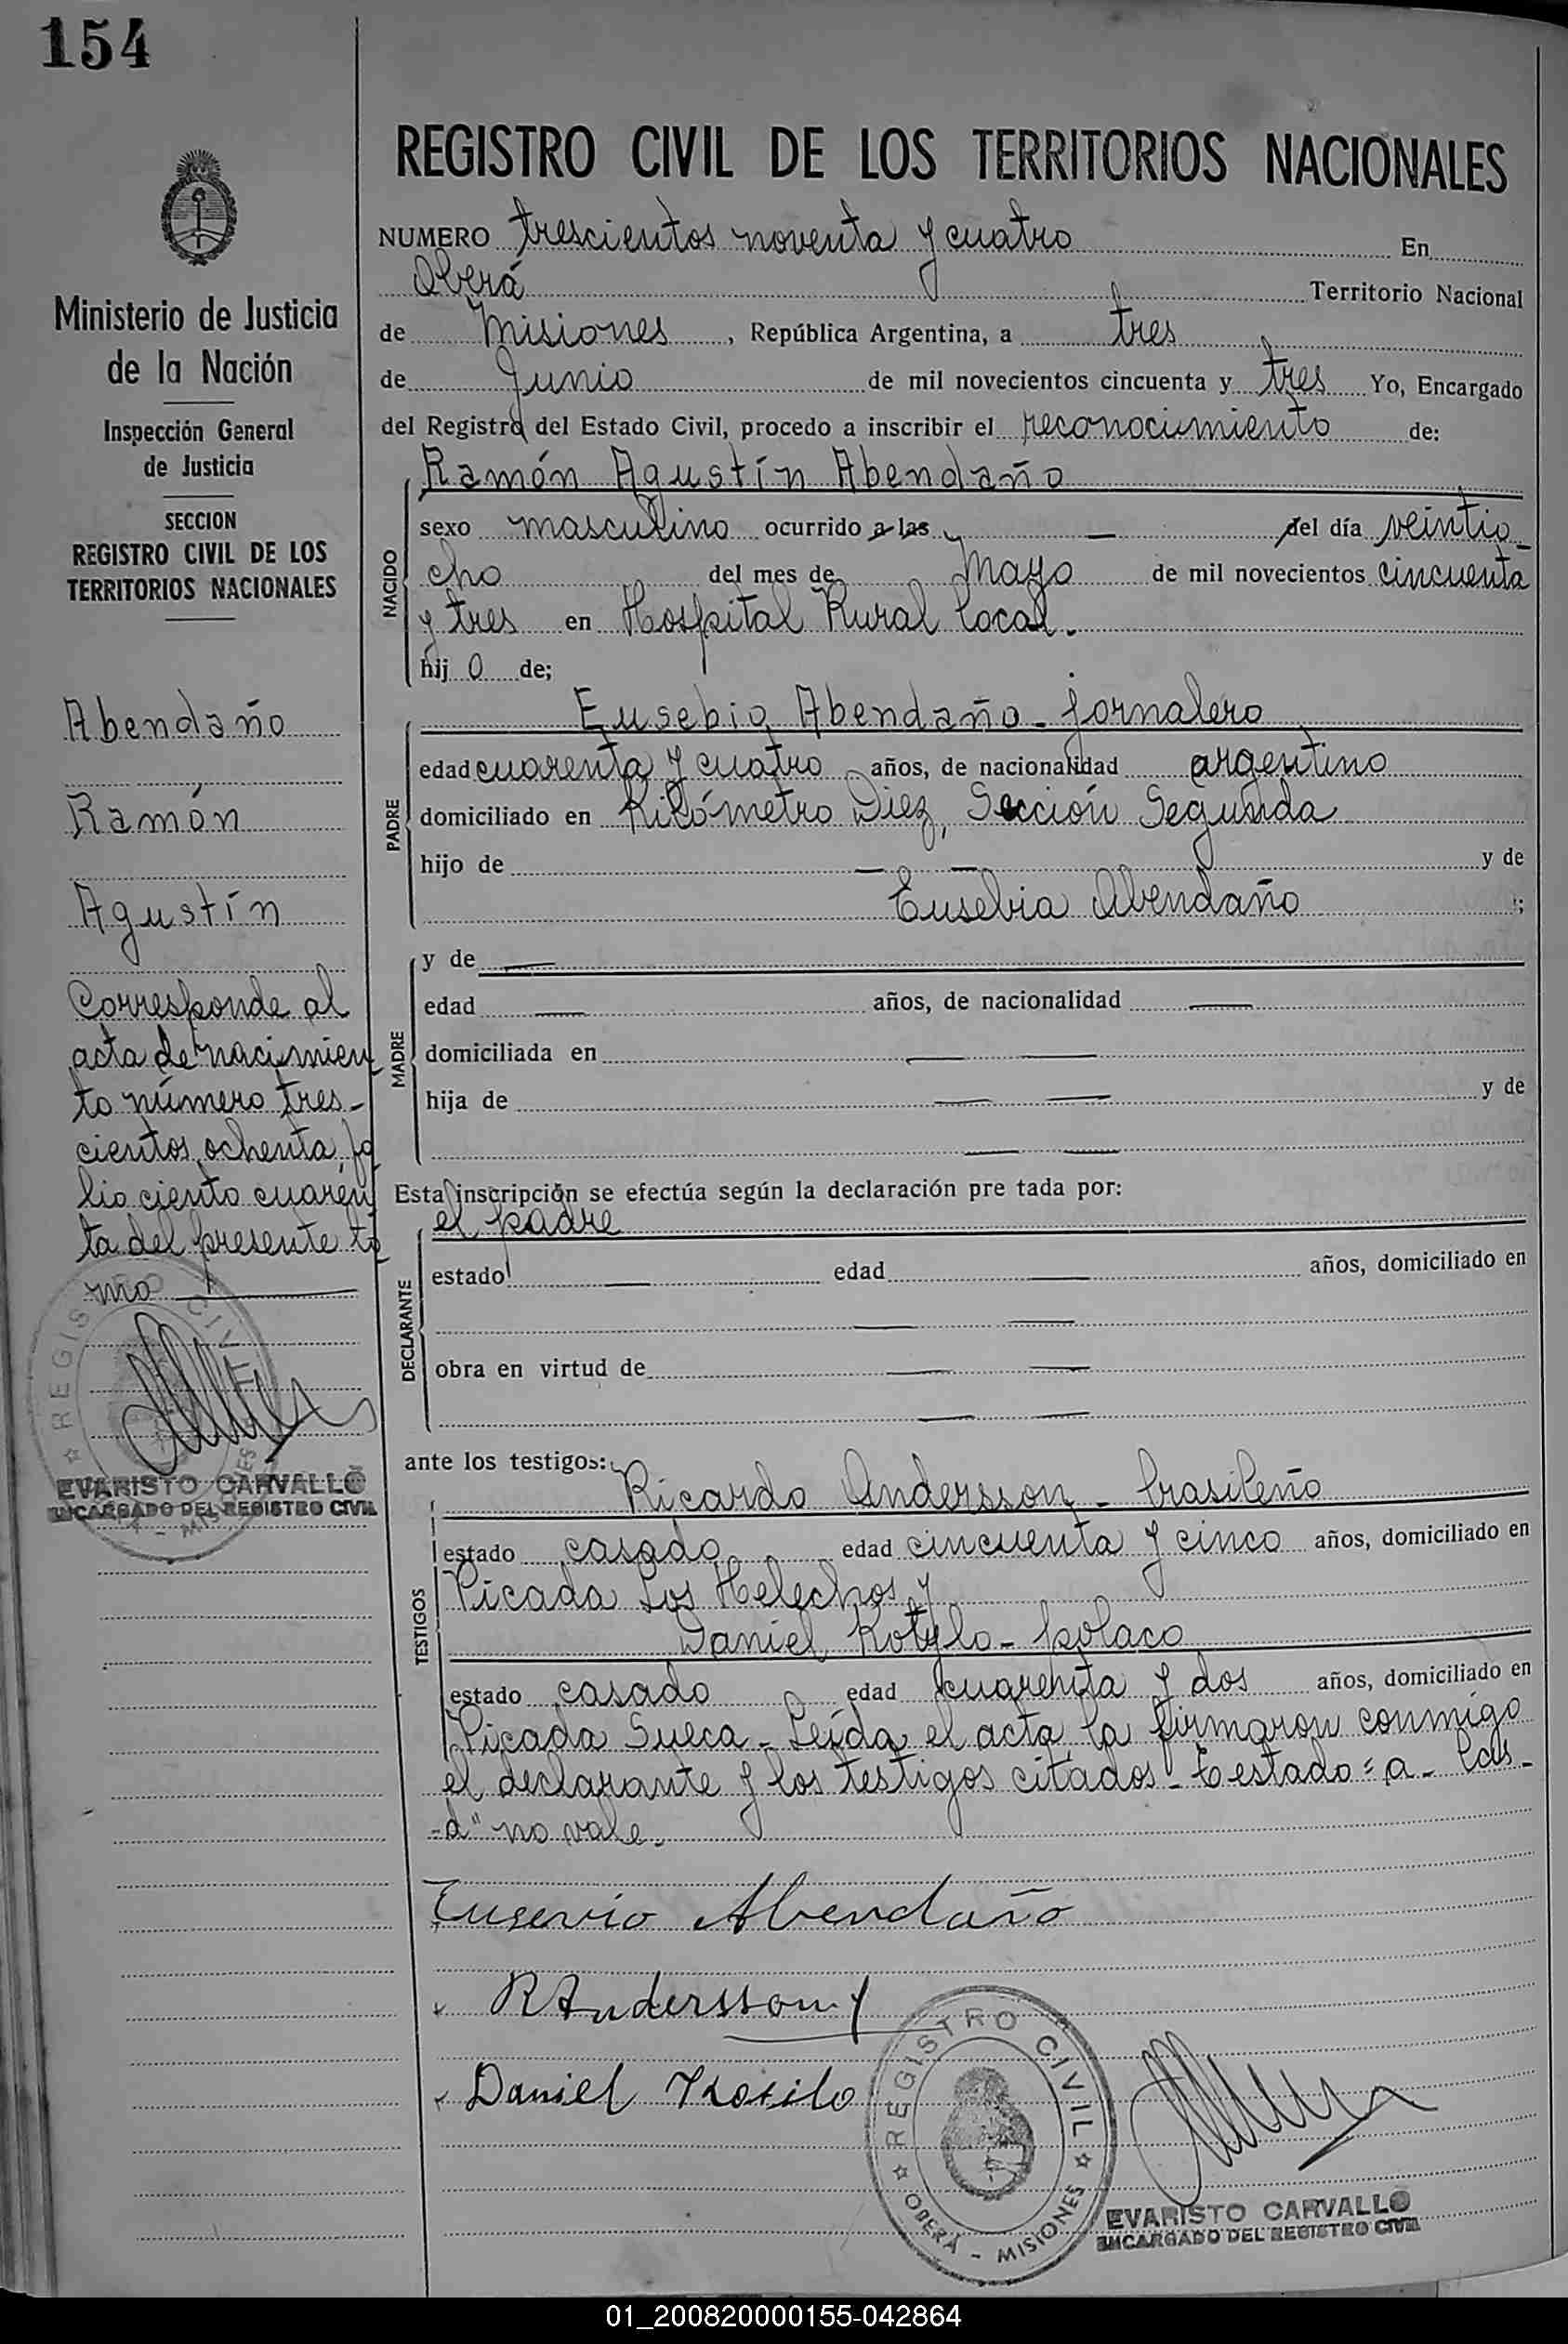 154
REGISTRO CIVIL DE LOS TERRITORIOS NACIONALES
Ministerio de Justicia
de la Nación
Inspección General
de Justicia
SECCION
REGISTRO CIVIL DE LOS
TERRITORIOS NACIONALES
Abendaño
Ramón
Agustín
Corresponde al
acta de nacimien
to número tres-
cientos ochenta, fo
lio ciento cuaren
ta del presente to
mo
REGISTRO CIVIL
EVARISTO CARVALLO
ENCARGADO DEL REGISTRO CIVIL
NUMERO trescientos noventa y cuatro En
Oberá Territorio Nacional
de Misiones, República Argentina, a tres
de Junio de mil novecientos cincuenta y tres Yo, Encargado
del Registro del Estado Civil, procedo a inscribir el reconocimiento de:
Ramón Agustín Abendaño
NACIDO
sexo masculino ocurrido a las — del día veintio-
cho del mes de Mayo de mil novecientos cincuenta
y tres en Hospital Rural local.
hij o de;
PADRE
Eusebio Abendaño - jornalero
edad cuarenta y cuatro años, de nacionalidad argentino
domiciliado en Kilómetro Diez, Sección Segunda
hijo de — — y de
Eusebia Abendaño ;
MADRE
y de —
edad — años, de nacionalidad —
domiciliada en — —
hija de — — y de
— —
Esta inscripción se efectúa según la declaración pre tada por:
el padre
DECLARANTE
estado — edad — años, domiciliado en
— —
obra en virtud de — —
— —
ante los testigos:
TESTIGOS
Ricardo Andersson - brasileño
estado casado edad cincuenta y cinco años, domiciliado en
Picada Los Helechos y
Daniel Kotylo - polaco
estado casado edad cuarenta y dos años, domiciliado en
Picada Sueca - Leída el acta, la firmaron conmigo
el declarante y los testigos citados - Testado = a - las -
-d" no vale.
Eusevio Abendaño
R Andersson
Daniel Kotilo
REGISTRO CIVIL
OBERÁ - MISIONES
EVARISTO CARVALLO
ENCARGADO DEL REGISTRO CIVIL
01_200820000155-042864